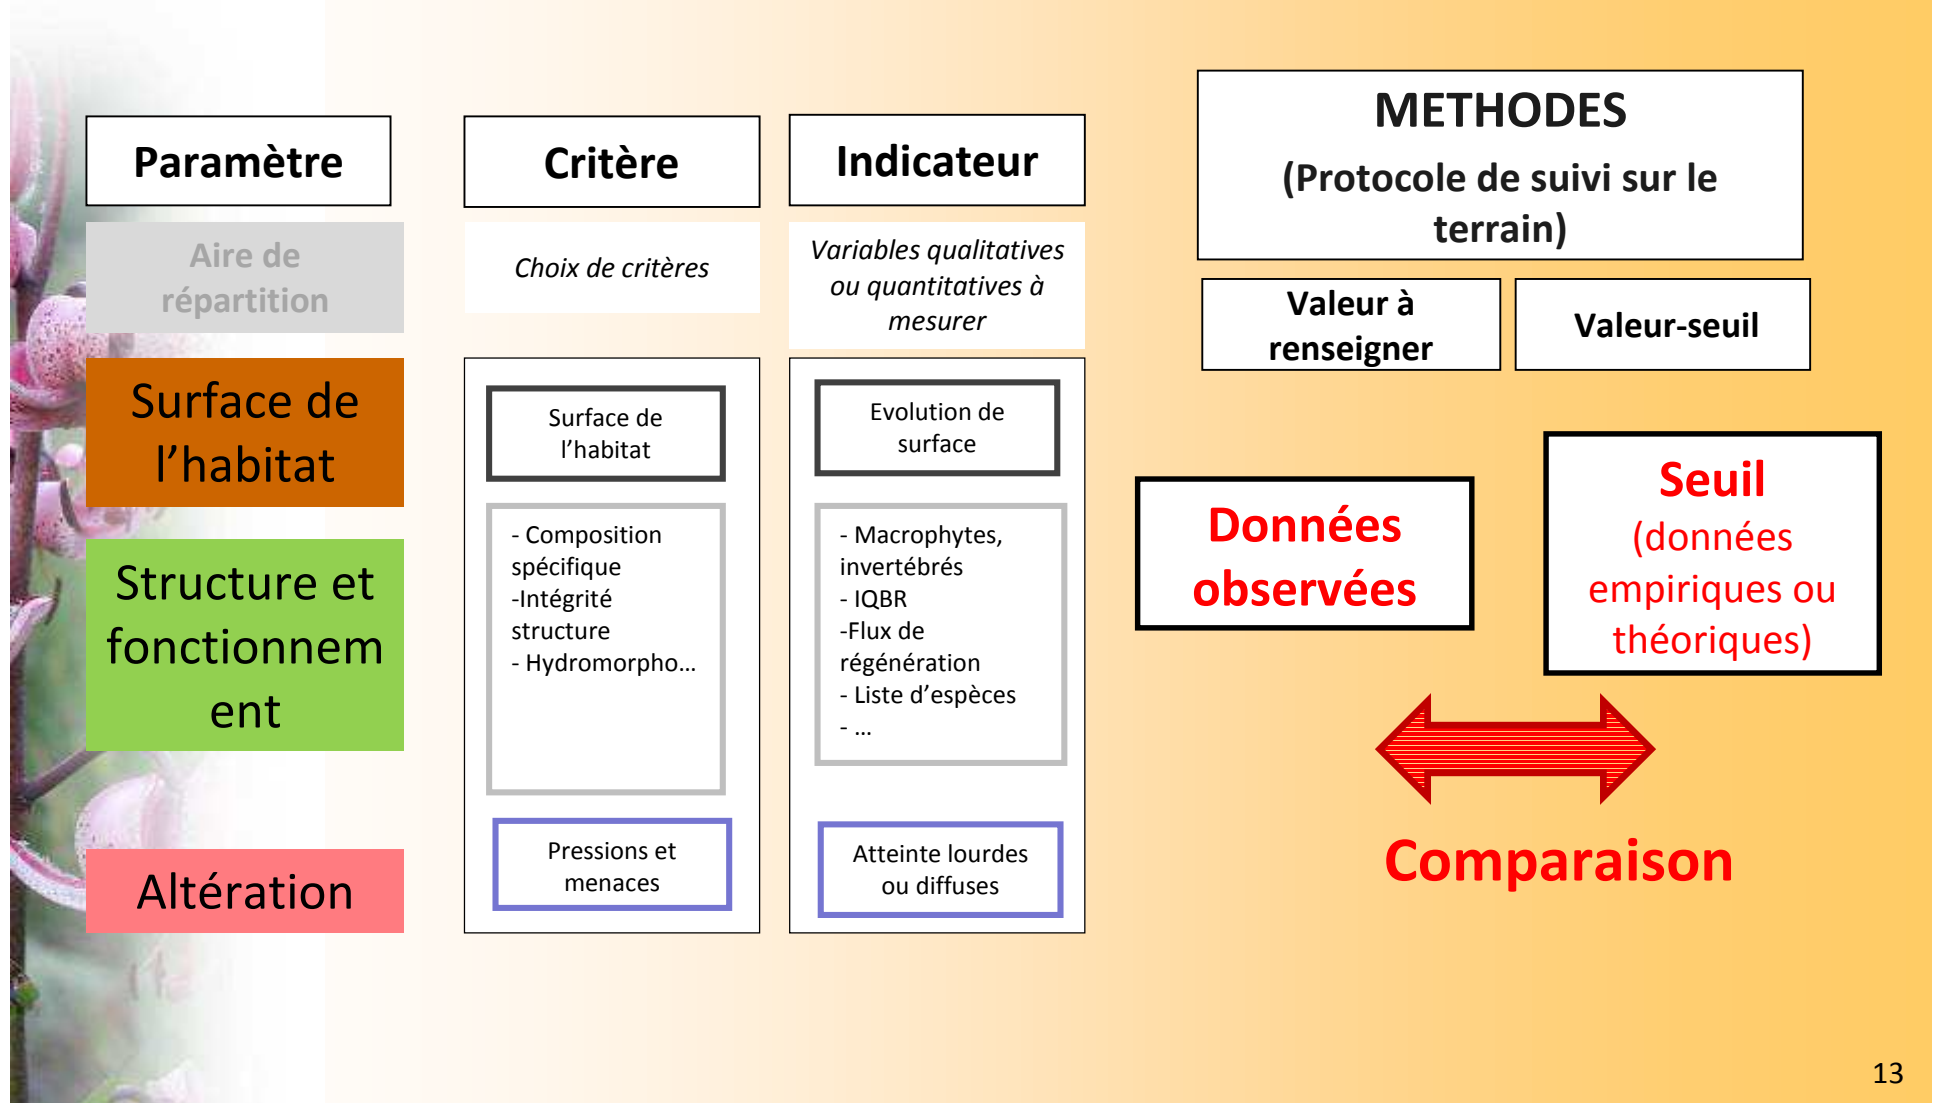 Paramètre
Aire de
répartition
Surface de
l’habitat
Structure et
fonctionnem
ent
Altération
Critère
Choix de critères
Surface de
l’habitat
- Composition
spécifique
-Intégrité
structure
- Hydromorpho…
Pressions et
menaces
Indicateur
Variables qualitatives
ou quantitatives à
mesurer
Evolution de
surface
- Macrophytes,
invertébrés
- IQBR
-Flux de
régénération
- Liste d’espèces
- …
Atteinte lourdes
ou diffuses
METHODES
(Protocole de suivi sur le
terrain)
Valeur à
renseigner
Valeur-seuil
Données
observées
Seuil
(données
empiriques ou
théoriques)
Comparaison
13